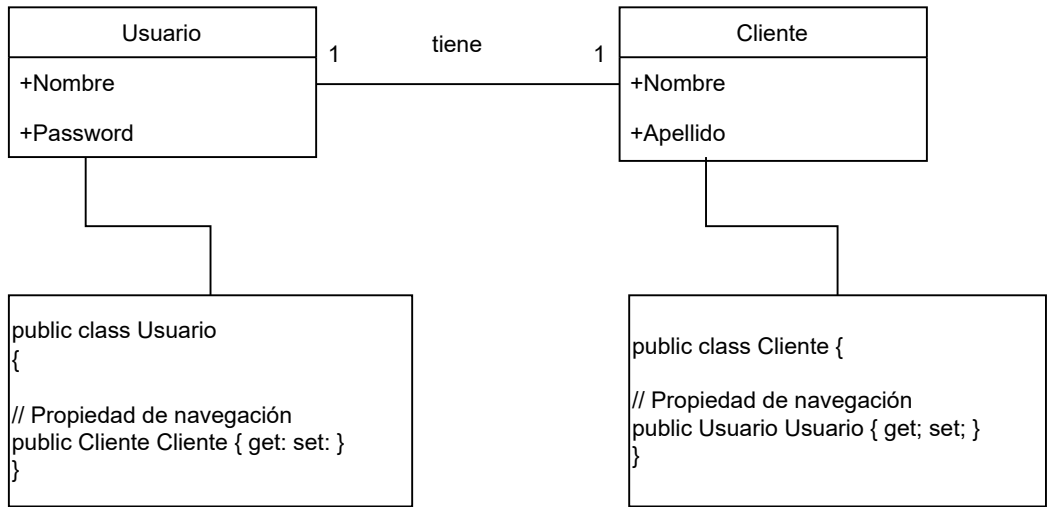 Usuario
+Nombre
+Password
1
tiene
1
Cliente
+Nombre
+Apellido
public class Usuario
{
// Propiedad de navegación
public Cliente Cliente { get: set: }
}
public class Cliente {
// Propiedad de navegación
public Usuario Usuario { get; set; }
}